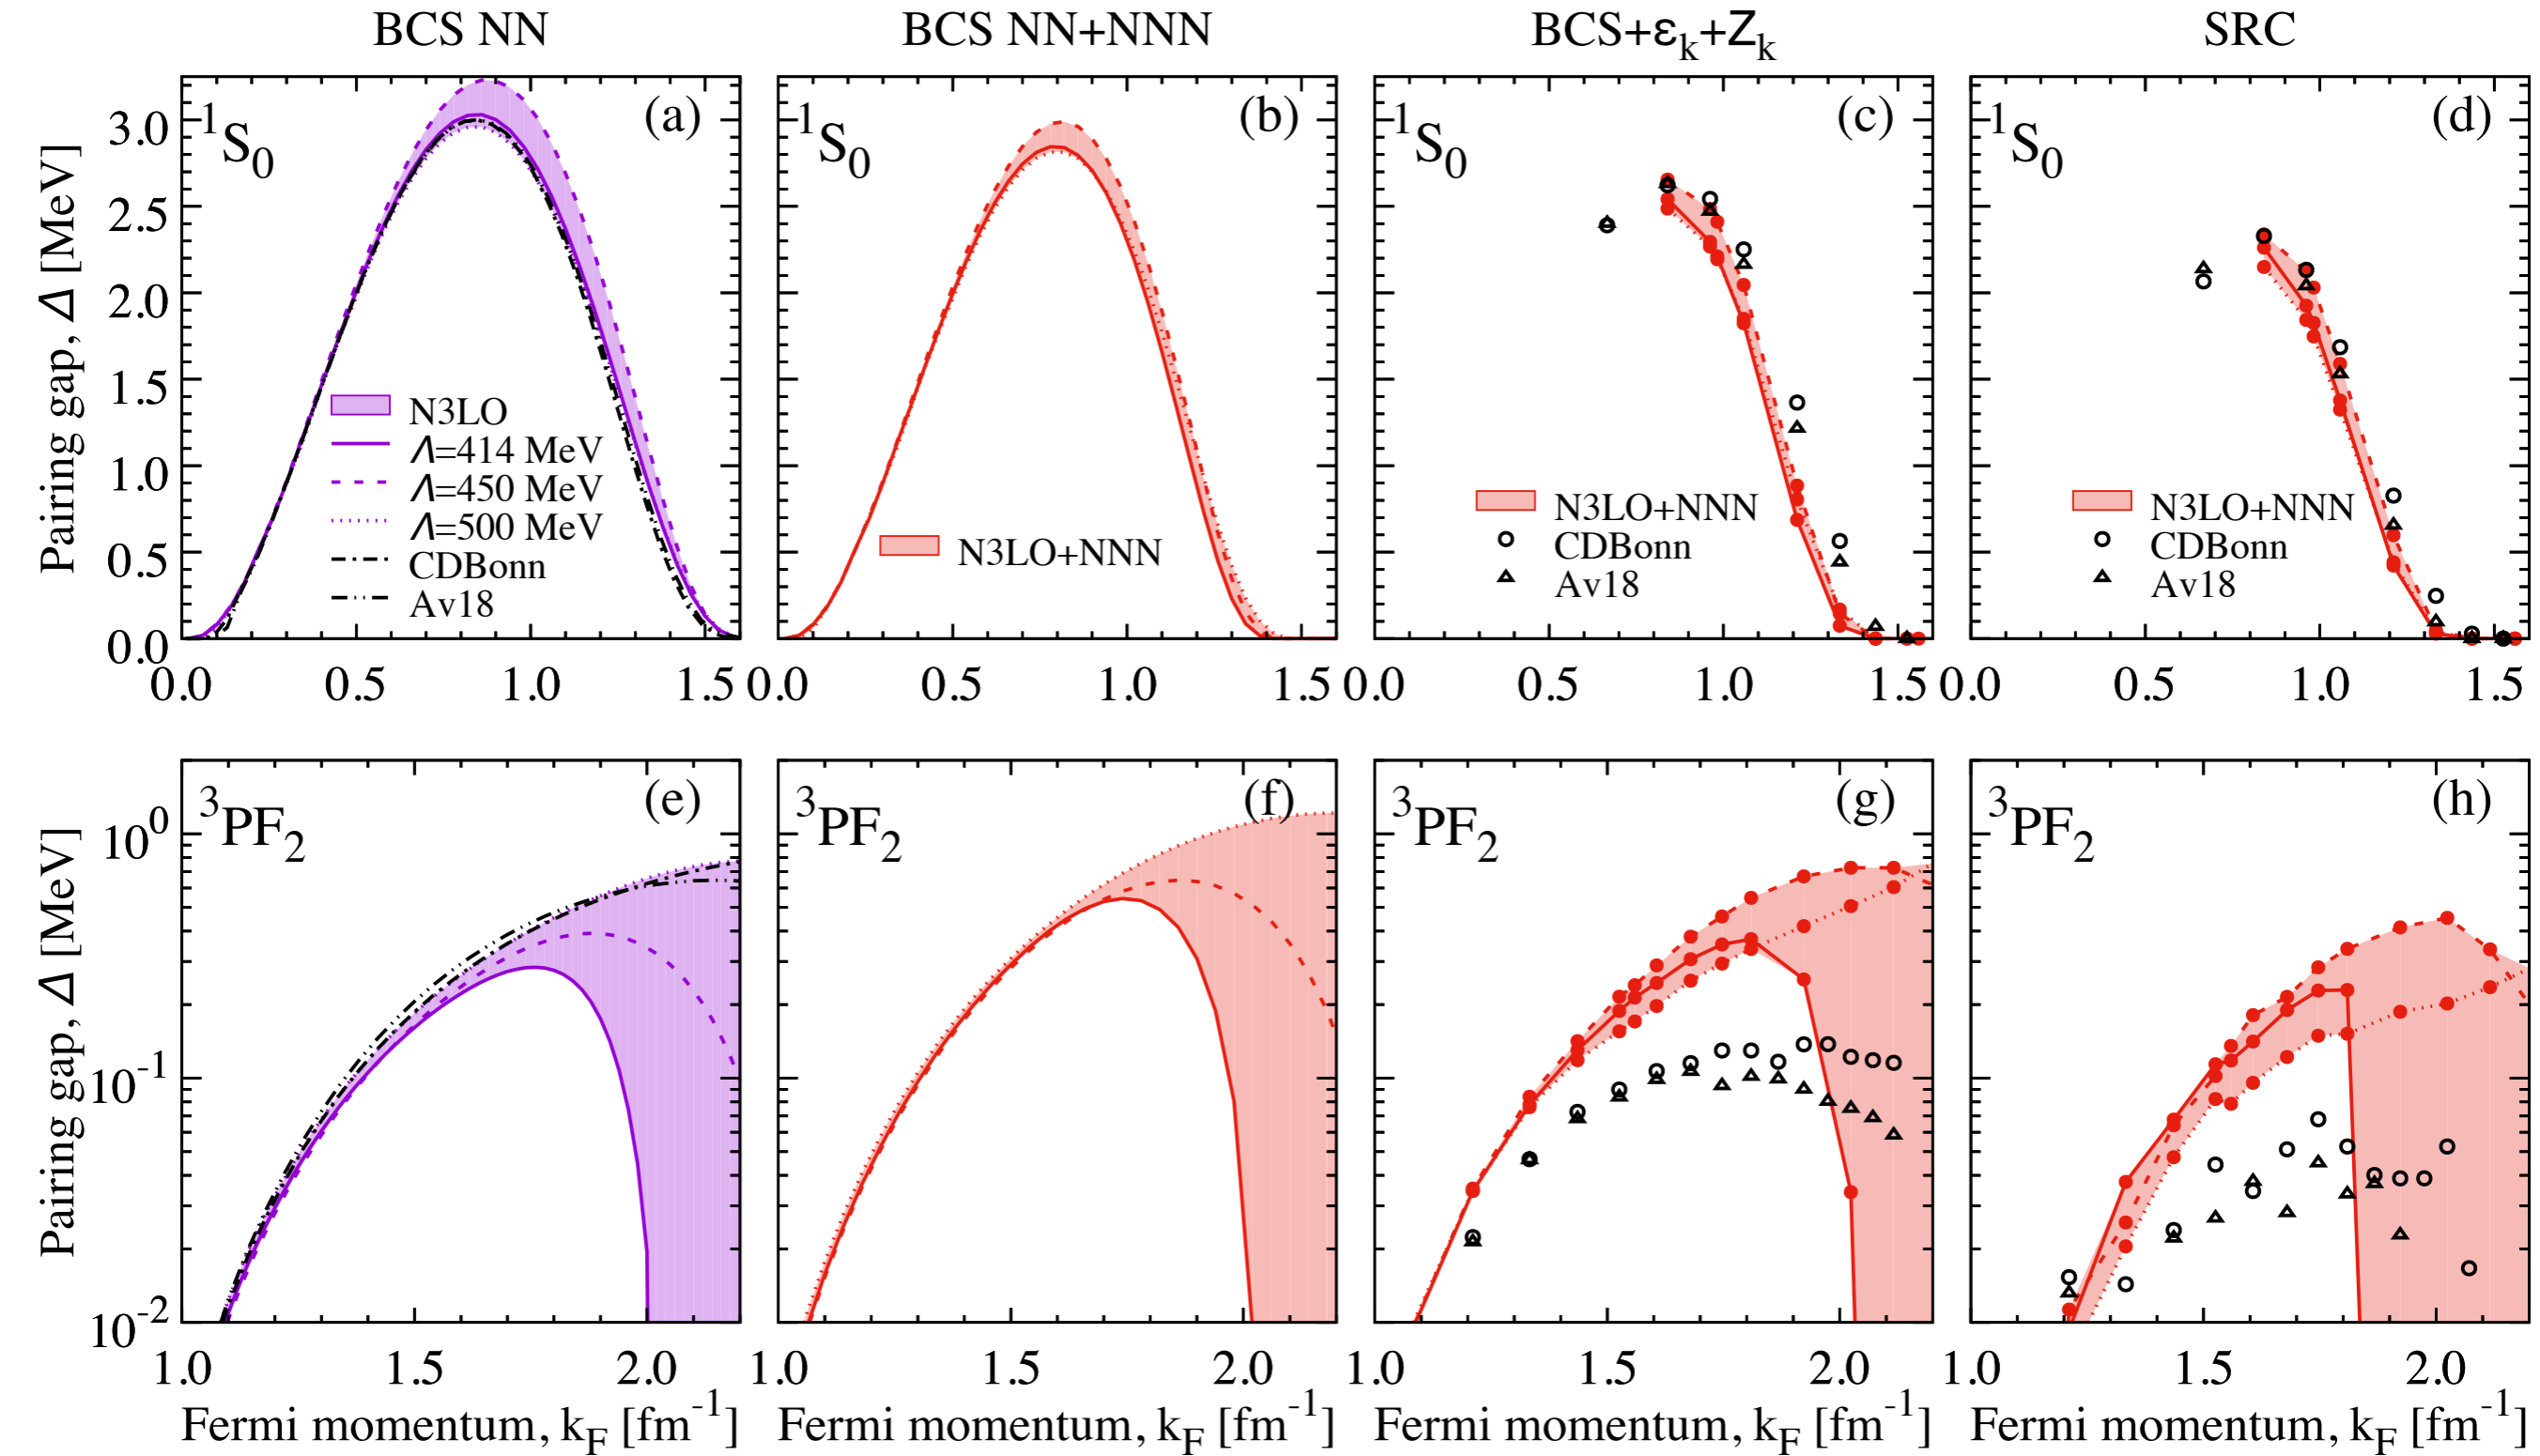 BCS NN
BCS NN+NNN
BCS+εk+Zk
SRC
Pairing gap, Δ [MeV]
3.0
2.5
2.0
1.5
1.0
0.5
0.0
1S0
(a)
N3LO
Λ=414 MeV
Λ=450 MeV
Λ=500 MeV
CDBonn
Av18
0.0 0.5 1.0 1.5
1S0
(b)
N3LO+NNN
0.0 0.5 1.0 1.5
1S0
(c)
N3LO+NNN
CDBonn
Av18
0.0 0.5 1.0 1.5
1S0
(d)
N3LO+NNN
CDBonn
Av18
0.0 0.5 1.0 1.5
Pairing gap, Δ [MeV]
10^0
10^-1
10^-2
3PF2
(e)
1.0 1.5 2.0
Fermi momentum, kF [fm^-1]
3PF2
(f)
1.0 1.5 2.0
Fermi momentum, kF [fm^-1]
3PF2
(g)
1.0 1.5 2.0
Fermi momentum, kF [fm^-1]
3PF2
(h)
1.0 1.5 2.0
Fermi momentum, kF [fm^-1]